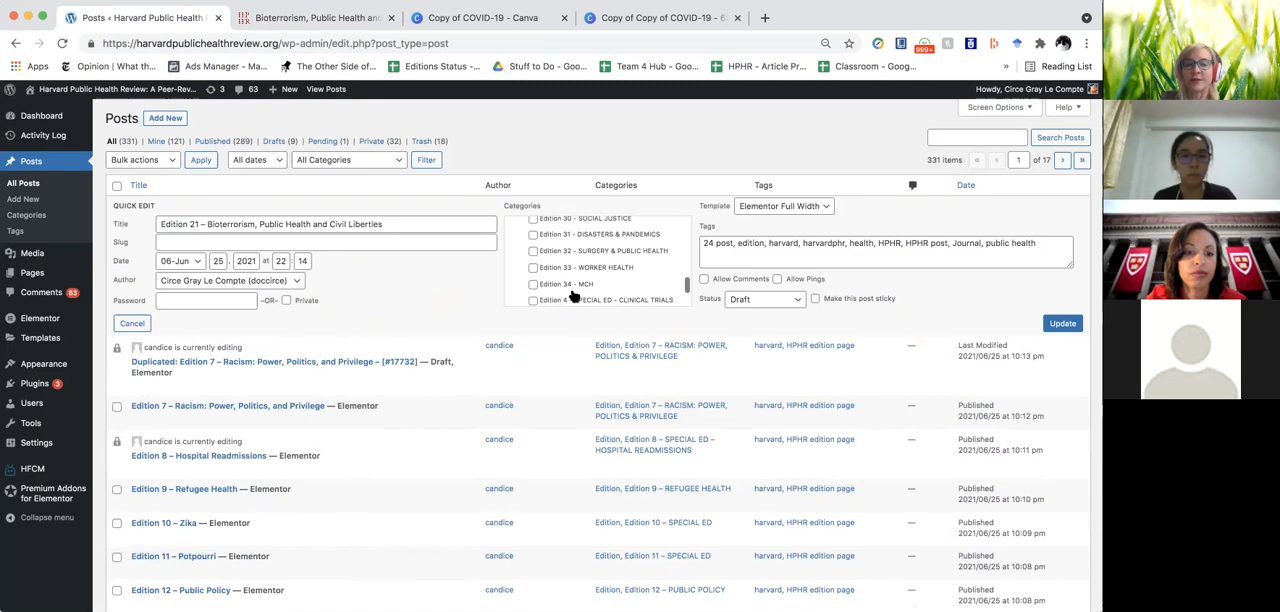 Posts ‹ Harvard Public Health
Bioterrorism, Public Health and
Copy of COVID-19 - Canva
Copy of Copy of COVID-19 - 6
https://harvardpublichealthreview.org/wp-admin/edit.php?post_type=post
999+
Apps
Opinion | What th...
Ads Manager - Ma...
The Other Side of...
Editions Status -...
Stuff to Do - Goo...
Team 4 Hub - Goo...
HPHR - Article Pr...
Classroom - Goog...
»
Reading List
Harvard Public Health Review: A Peer-Rev...
3
63
+ New
View Posts
Howdy, Circe Gray Le Compte
Dashboard
Activity Log
Posts
All Posts
Add New
Categories
Tags
Media
Pages
Comments 63
Elementor
Templates
Appearance
Plugins 3
Users
Tools
Settings
HFCM
Premium Addons
for Elementor
Collapse menu
Posts
Add New
Screen Options
Help
All (331) | Mine (121) | Published (289) | Drafts (9) | Pending (1) | Private (32) | Trash (18)
Search Posts
Bulk actions
Apply
All dates
All Categories
Filter
331 items « ‹ 1 of 17 › »
Title
Author
Categories
Tags
Date
QUICK EDIT
Title
Edition 21 – Bioterrorism, Public Health and Civil Liberties
Slug
Date
06-Jun 25 , 2021 at 22 : 14
Author
Circe Gray Le Compte (doccirce)
Password
–OR– Private
Categories
Edition 30 - SOCIAL JUSTICE
Edition 31 - DISASTERS & PANDEMICS
Edition 32 - SURGERY & PUBLIC HEALTH
Edition 33 - WORKER HEALTH
Edition 34 - MCH
Edition 4 SPECIAL ED - CLINICAL TRIALS
Template
Elementor Full Width
Tags
24 post, edition, harvard, harvardphr, health, HPHR, HPHR post, Journal, public health
Allow Comments
Allow Pings
Status
Draft
Make this post sticky
Cancel
Update
candice is currently editing
Duplicated: Edition 7 – Racism: Power, Politics, and Privilege – [#17732] — Draft,
Elementor
candice
Edition, Edition 7 – RACISM: POWER,
POLITICS & PRIVILEGE
harvard, HPHR edition page
—
Last Modified
2021/06/25 at 10:13 pm
Edition 7 – Racism: Power, Politics, and Privilege — Elementor
candice
Edition, Edition 7 – RACISM: POWER,
POLITICS & PRIVILEGE
harvard, HPHR edition page
—
Published
2021/06/25 at 10:12 pm
candice is currently editing
Edition 8 – Hospital Readmissions — Elementor
candice
Edition, Edition 8 – SPECIAL ED –
HOSPITAL READMISSIONS
harvard, HPHR edition page
—
Published
2021/06/25 at 10:11 pm
Edition 9 – Refugee Health — Elementor
candice
Edition, Edition 9 – REFUGEE HEALTH
harvard, HPHR edition page
—
Published
2021/06/25 at 10:10 pm
Edition 10 – Zika — Elementor
candice
Edition, Edition 10 – SPECIAL ED
harvard, HPHR edition page
—
Published
2021/06/25 at 10:09 pm
Edition 11 – Potpourri — Elementor
candice
Edition, Edition 11 – SPECIAL ED
harvard, HPHR edition page
—
Published
2021/06/25 at 10:08 pm
Edition 12 – Public Policy — Elementor
candice
Edition, Edition 12 – PUBLIC POLICY
harvard, HPHR edition page
—
Published
2021/06/25 at 10:08 pm